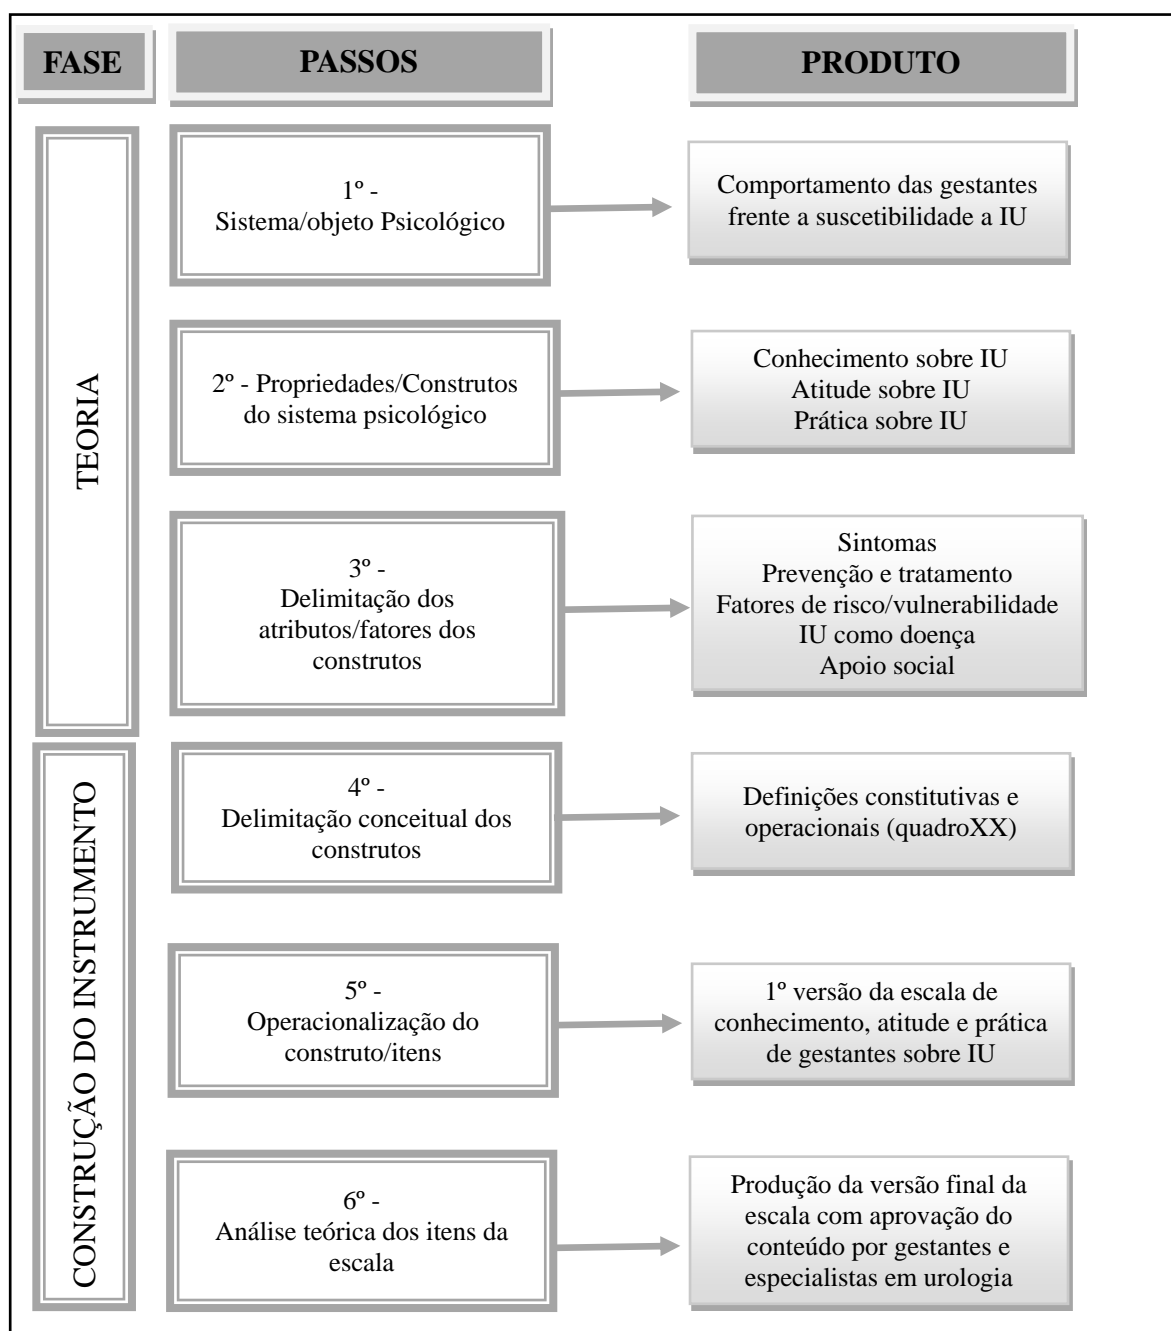 FASE
PASSOS
PRODUTO
TEORIA
1º -
Sistema/objeto Psicológico
Comportamento das gestantes
frente a suscetibilidade a IU
2º - Propriedades/Construtos
do sistema psicológico
Conhecimento sobre IU
Atitude sobre IU
Prática sobre IU
3º -
Delimitação dos
atributos/fatores dos
construtos
Sintomas
Prevenção e tratamento
Fatores de risco/vulnerabilidade
IU como doença
Apoio social
CONSTRUÇÃO DO INSTRUMENTO
4º -
Delimitação conceitual dos
construtos
Definições constitutivas e
operacionais (quadroXX)
5º -
Operacionalização do
construto/itens
1º versão da escala de
conhecimento, atitude e prática
de gestantes sobre IU
6º -
Análise teórica dos itens da
escala
Produção da versão final da
escala com aprovação do
conteúdo por gestantes e
especialistas em urologia